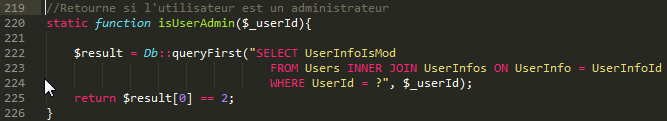 219 //Retourne si l'utilisateur est un administrateur
220 static function isUserAdmin($_userId){
221
222 $result = Db::queryFirst("SELECT UserInfoIsMod
223 FROM Users INNER JOIN UserInfos ON UserInfo = UserInfoId
224 WHERE UserId = ?", $_userId);
225 return $result[0] == 2;
226 }